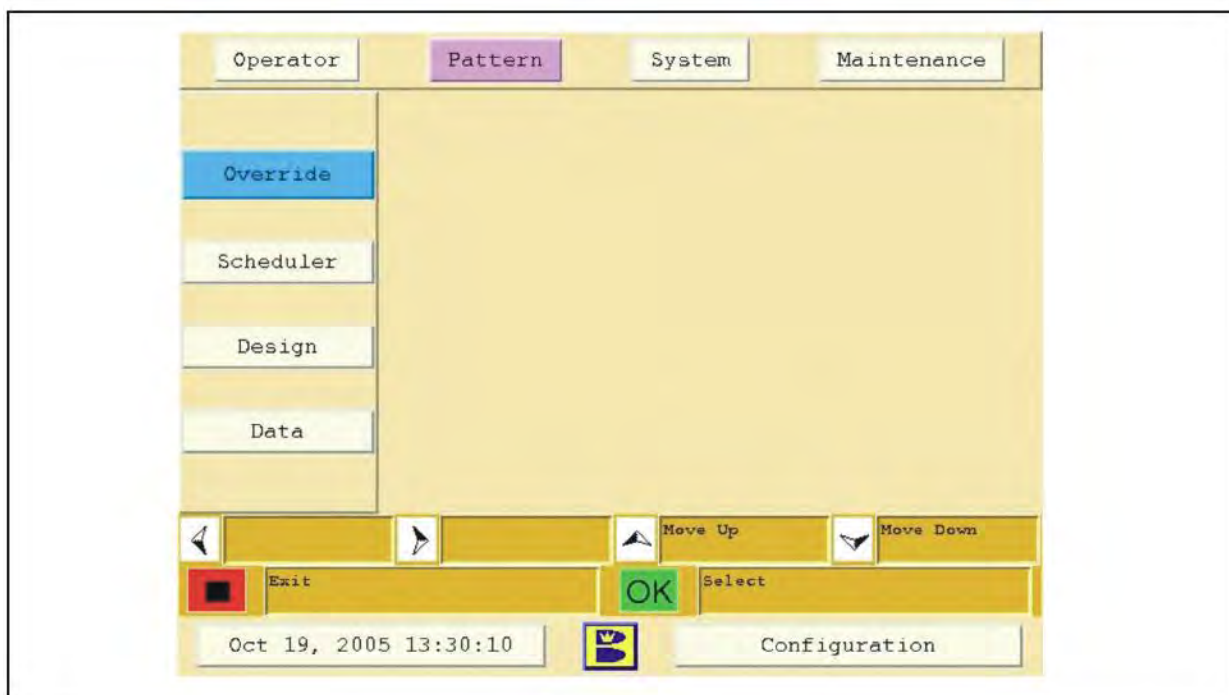 Operator Pattern System Maintenance
Override
Scheduler
Design
Data
Move Up Move Down
Exit OK Select
Oct 19, 2005 13:30:10 Configuration